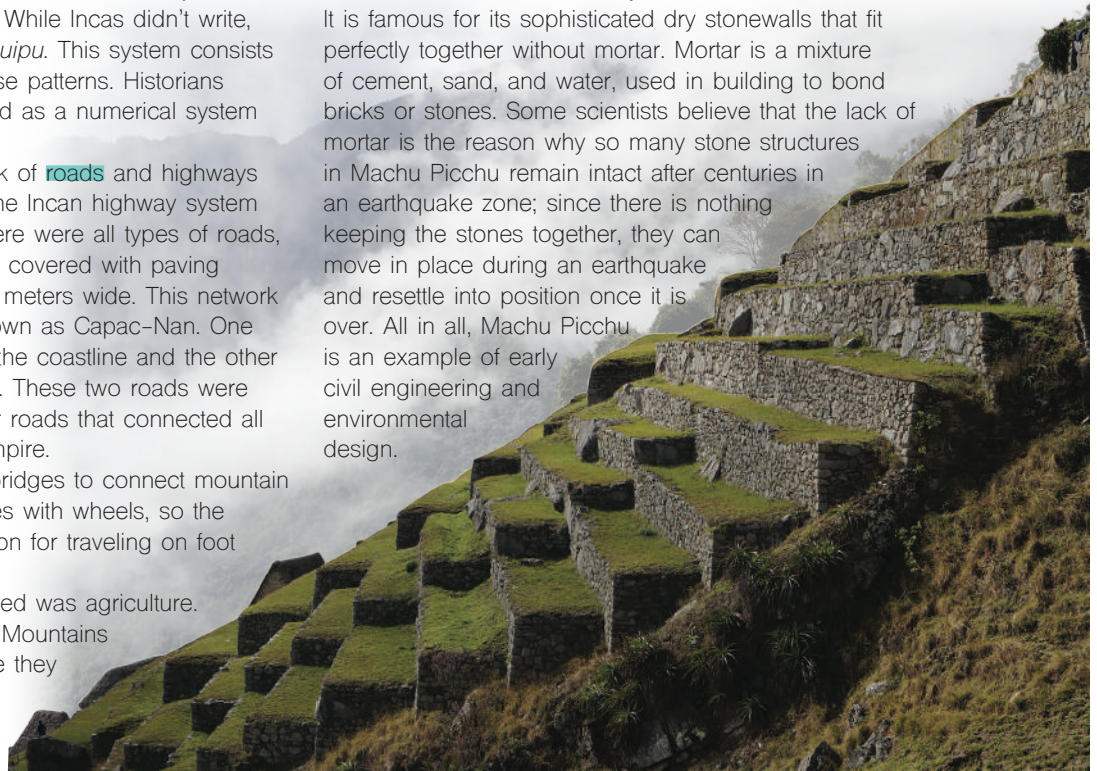 While Incas didn't write,
uipu. This system consists
se patterns. Historians
d as a numerical system
k of roads and highways
ne Incan highway system
ere were all types of roads,
covered with paving
meters wide. This network
wn as Capac-Nan. One
the coastline and the other
. These two roads were
r roads that connected all
npire.
bridges to connect mountain
es with wheels, so the
on for traveling on foot
ed was agriculture.
Mountains
e they
It is famous for its sophisticated dry stonewalls that fit
perfectly together without mortar. Mortar is a mixture
of cement, sand, and water, used in building to bond
bricks or stones. Some scientists believe that the lack of
mortar is the reason why so many stone structures
in Machu Picchu remain intact after centuries in
an earthquake zone; since there is nothing
keeping the stones together, they can
move in place during an earthquake
and resettle into position once it is
over. All in all, Machu Picchu
is an example of early
civil engineering and
environmental
design.